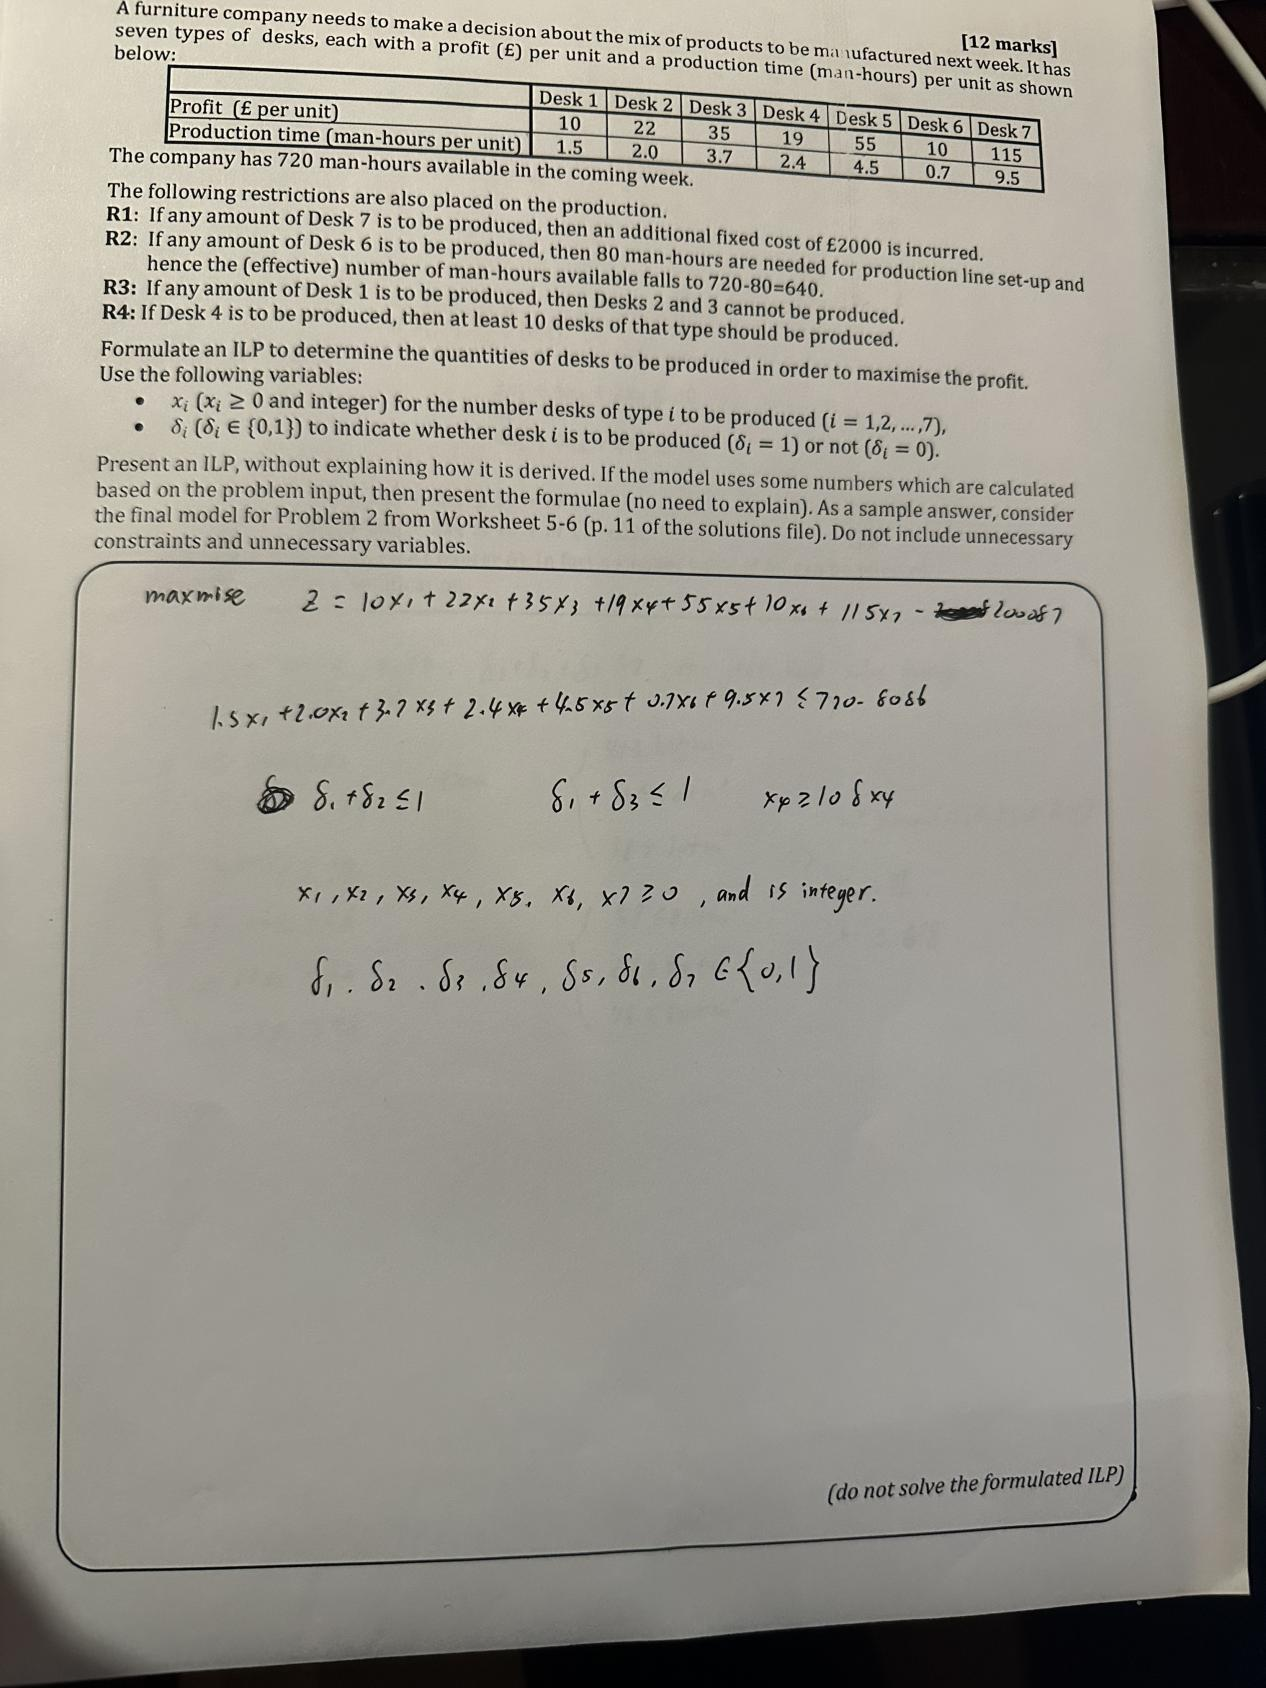 [12 marks]
A furniture company needs to make a decision about the mix of products to be manufactured next week. It has
seven types of desks, each with a profit (£) per unit and a production time (man-hours) per unit as shown
below:
Desk 1 Desk 2 Desk 3 Desk 4 Desk 5 Desk 6 Desk 7
Profit (£ per unit) 10 22 35 19 55 10 115
Production time (man-hours per unit) 1.5 2.0 3.7 2.4 4.5 0.7 9.5
The company has 720 man-hours available in the coming week.
The following restrictions are also placed on the production.
R1: If any amount of Desk 7 is to be produced, then an additional fixed cost of £2000 is incurred.
R2: If any amount of Desk 6 is to be produced, then 80 man-hours are needed for production line set-up and
hence the (effective) number of man-hours available falls to 720-80=640.
R3: If any amount of Desk 1 is to be produced, then Desks 2 and 3 cannot be produced.
R4: If Desk 4 is to be produced, then at least 10 desks of that type should be produced.
Formulate an ILP to determine the quantities of desks to be produced in order to maximise the profit.
Use the following variables:
• xᵢ (xᵢ ≥ 0 and integer) for the number desks of type i to be produced (i = 1,2, ... ,7),
• δᵢ (δᵢ ∈ {0,1}) to indicate whether desk i is to be produced (δᵢ = 1) or not (δᵢ = 0).
Present an ILP, without explaining how it is derived. If the model uses some numbers which are calculated
based on the problem input, then present the formulae (no need to explain). As a sample answer, consider
the final model for Problem 2 from Worksheet 5-6 (p. 11 of the solutions file). Do not include unnecessary
constraints and unnecessary variables.
maxmise Z = 10x₁ + 22x₂ + 35x₃ + 19x₄ + 55x₅ + 10x₆ + 115x₇ - 2000δ7
1.5x₁ + 2.0x₂ + 3.7x₃ + 2.4x₄ + 4.5x₅ + 0.7x₆ + 9.5x7 ≤ 720 - 80δ6
δ₁ + δ₂ ≤ 1 δ₁ + δ₃ ≤ 1 x₄ ≥ 10 δx4
x₁, x₂, x₃, x₄, x₅, x₆, x7 ≥ 0, and is integer.
δ₁. δ₂. δ₃. δ4, δ₅, δ₆, δ₇ ∈ {0,1}
(do not solve the formulated ILP)